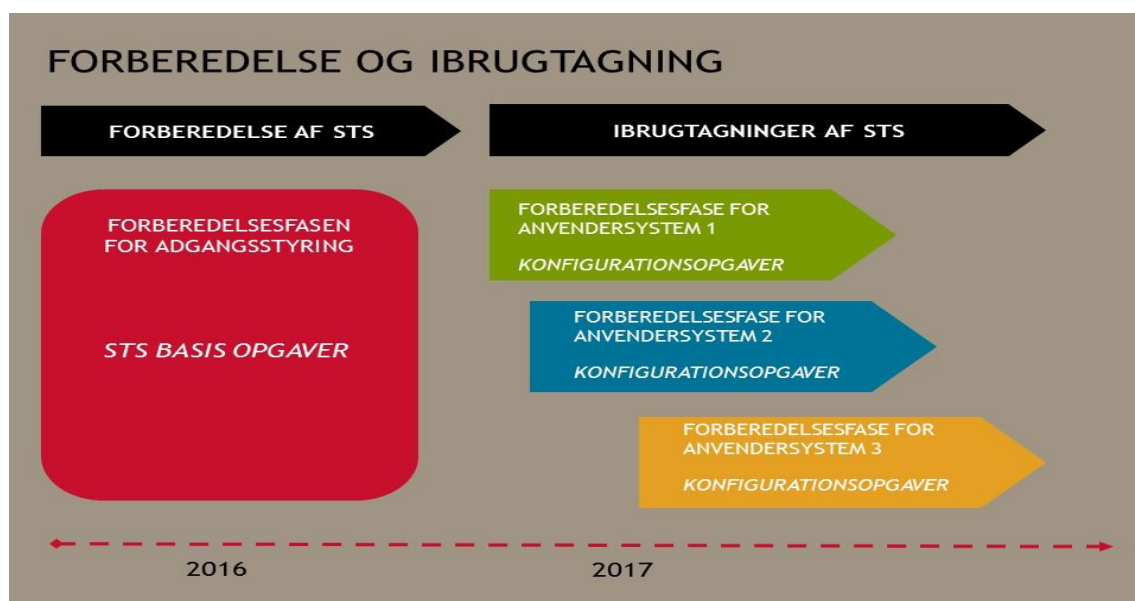 FORBEREDELSE OG IBRUGTAGNING
FORBEREDELSE AF STS
IBRUGTAGNINGER AF STS
FORBEREDELSESFASEN
FOR ADGANGSSTYRING
STS BASIS OPGAVER
FORBEREDELSESFASE FOR
ANVENDERSYSTEM 1
KONFIGURATIONSOPGAVER
FORBEREDELSESFASE FOR
ANVENDERSYSTEM 2
KONFIGURATIONSOPGAVER
FORBEREDELSESFASE FOR
ANVENDERSYSTEM 3
KONFIGURATIONSOPGAVER
2016
2017